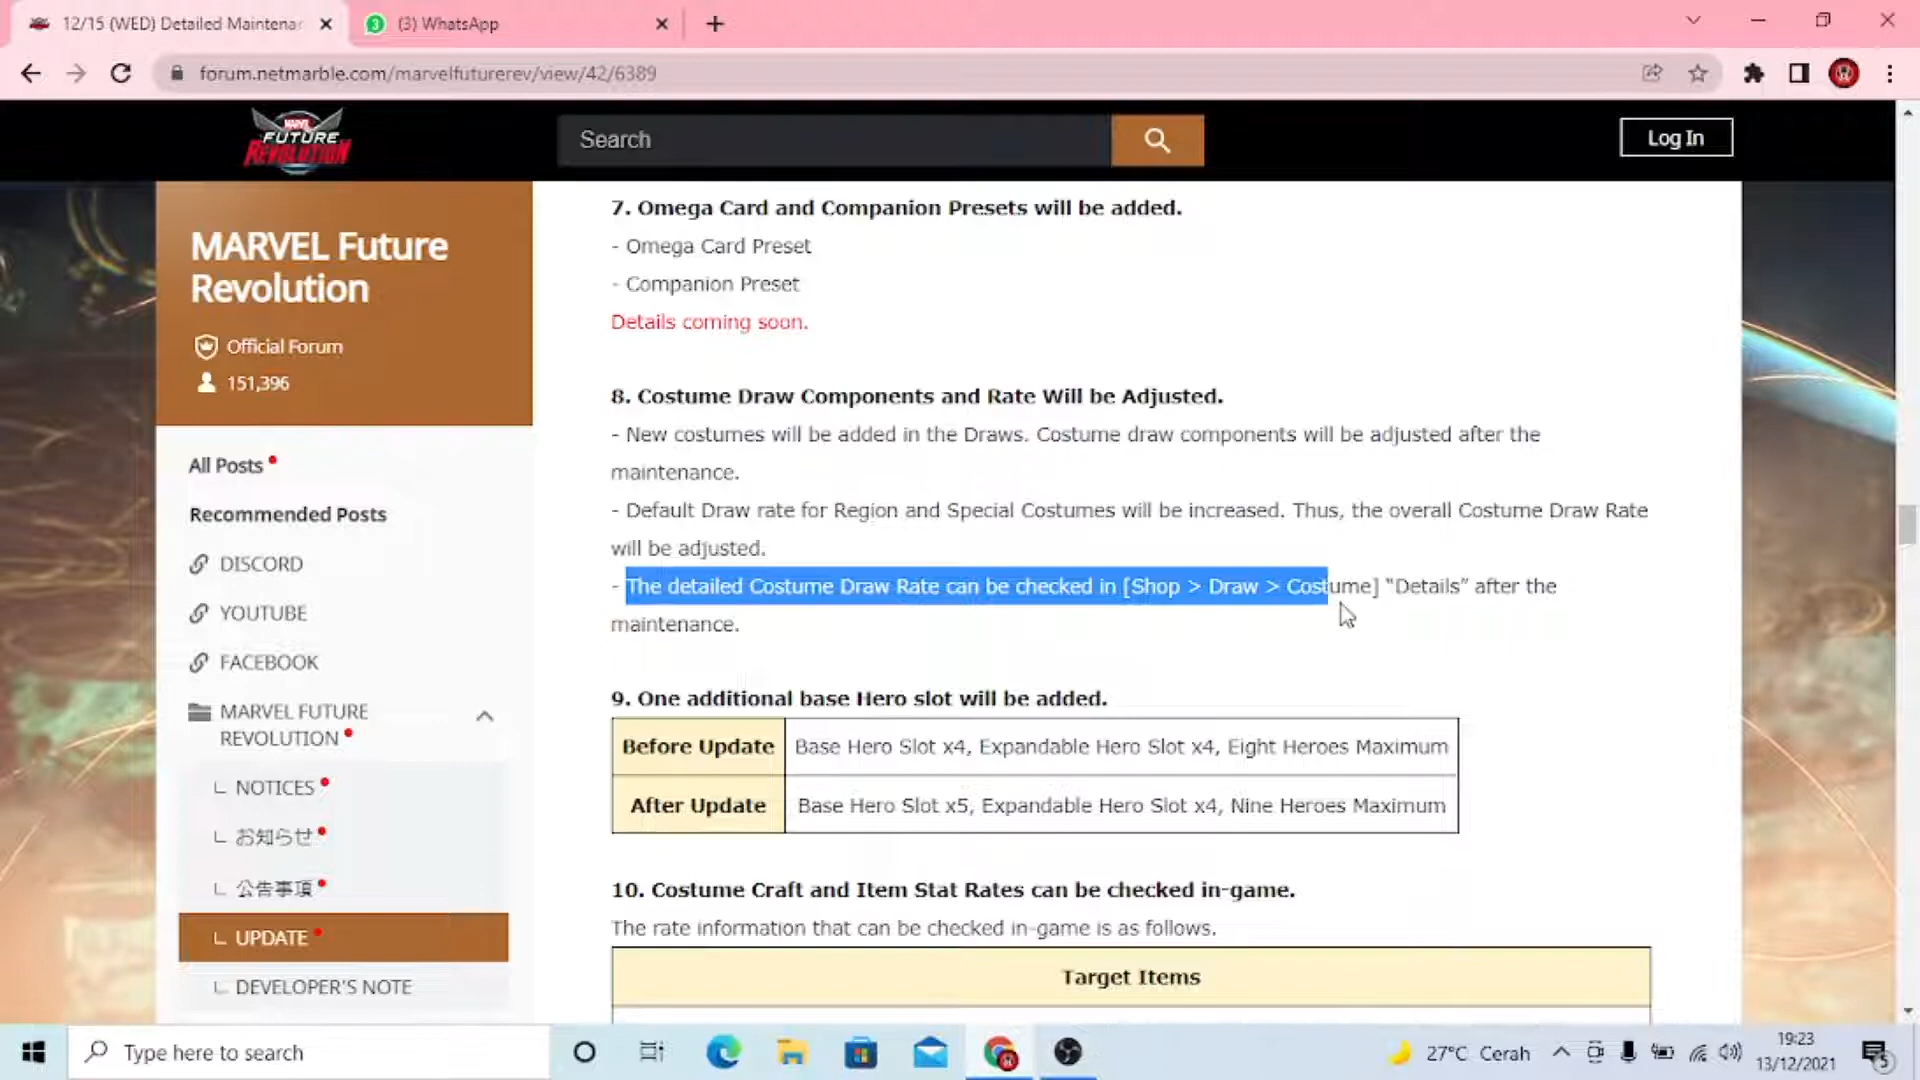 12/15 (WED) Detailed Maintenan
(3) WhatsApp
forum.netmarble.com/marvelfuturerev/view/42/6389
MARVEL
FUTURE
REVOLUTION
Search
Log In
MARVEL Future
Revolution
Official Forum
151,396
All Posts
Recommended Posts
DISCORD
YOUTUBE
FACEBOOK
MARVEL FUTURE
REVOLUTION
NOTICES
お知らせ
公告事項
UPDATE
DEVELOPER'S NOTE
7. Omega Card and Companion Presets will be added.
- Omega Card Preset
- Companion Preset
Details coming soon.
8. Costume Draw Components and Rate Will be Adjusted.
- New costumes will be added in the Draws. Costume draw components will be adjusted after the
maintenance.
- Default Draw rate for Region and Special Costumes will be increased. Thus, the overall Costume Draw Rate
will be adjusted.
- The detailed Costume Draw Rate can be checked in [Shop > Draw > Costume] “Details” after the
maintenance.
9. One additional base Hero slot will be added.
Before Update Base Hero Slot x4, Expandable Hero Slot x4, Eight Heroes Maximum
After Update Base Hero Slot x5, Expandable Hero Slot x4, Nine Heroes Maximum
10. Costume Craft and Item Stat Rates can be checked in-game.
The rate information that can be checked in-game is as follows.
Target Items
Type here to search
27°C Cerah
19:23
13/12/2021
5